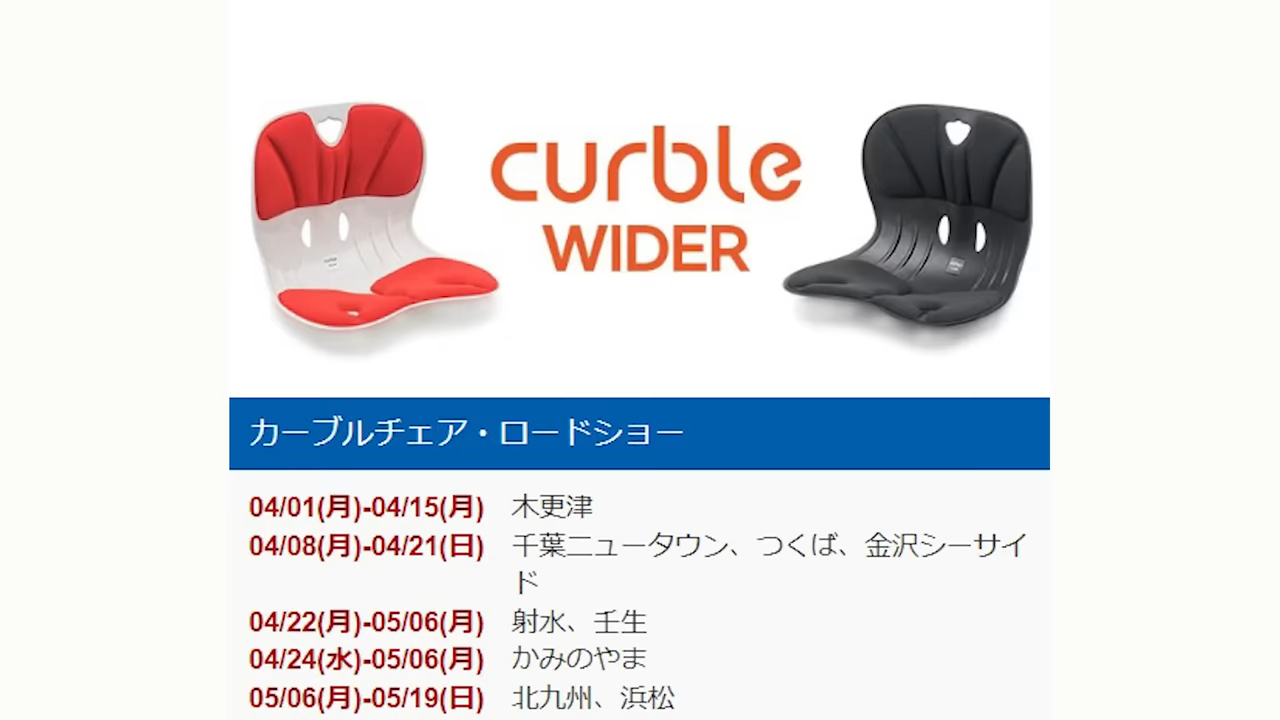 curble
WIDER
カーブルチェア・ロードショー
04/01(月)-04/15(月) 木更津
04/08(月)-04/21(日) 千葉ニュータウン、つくば、金沢シーサイ
ド
04/22(月)-05/06(月) 射水、壬生
04/24(水)-05/06(月) かみのやま
05/06(月)-05/19(日) 北九州、浜松